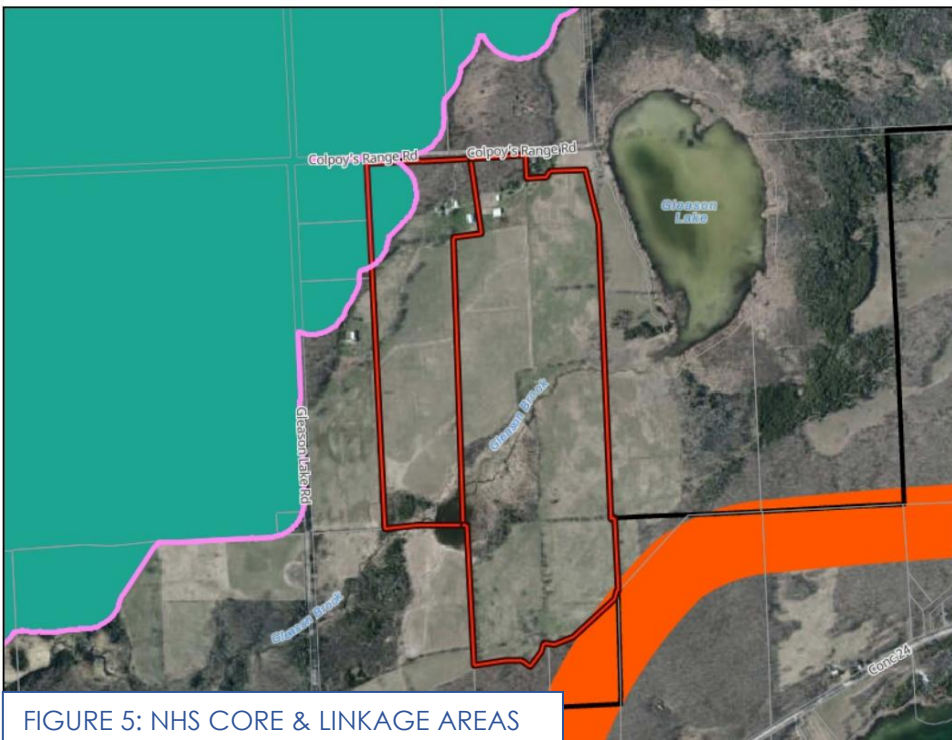 Colpoy's Range Rd
Colpoy's Range Rd
Gleason
Lake
Gleason Brook
Gleason Lake Rd
Gleason Brook
Conc 24
FIGURE 5: NHS CORE & LINKAGE AREAS